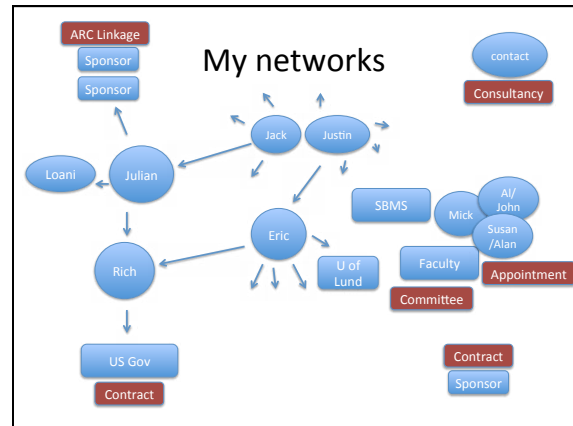 ARC Linkage
Sponsor
Sponsor
My networks
contact
Consultancy
Jack
Justin
Loani
Julian
SBMS
Mick
Al/
John
Susan
/Alan
Eric
Rich
U of
Lund
Faculty
Appointment
Committee
US Gov
Contract
Contract
Sponsor